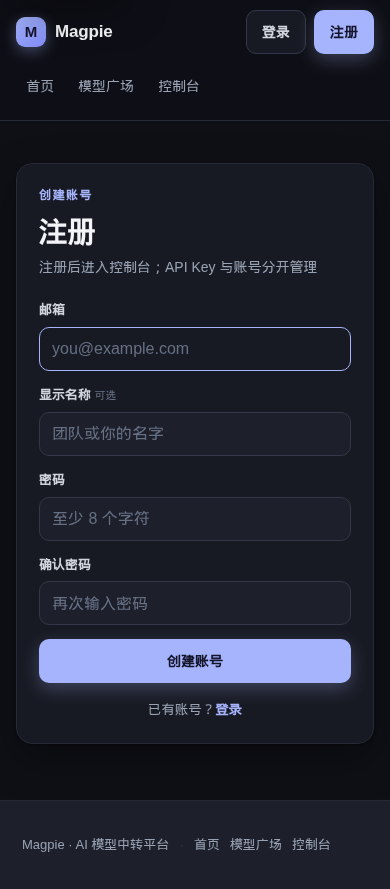 M Magpie 登录 注册
首页 模型广场 控制台
创建账号
注册
注册后进入控制台；API Key 与账号分开管理
邮箱
you@example.com
显示名称 可选
团队或你的名字
密码
至少 8 个字符
确认密码
再次输入密码
创建账号
已有账号？登录
Magpie · AI 模型中转平台 首页 模型广场 控制台